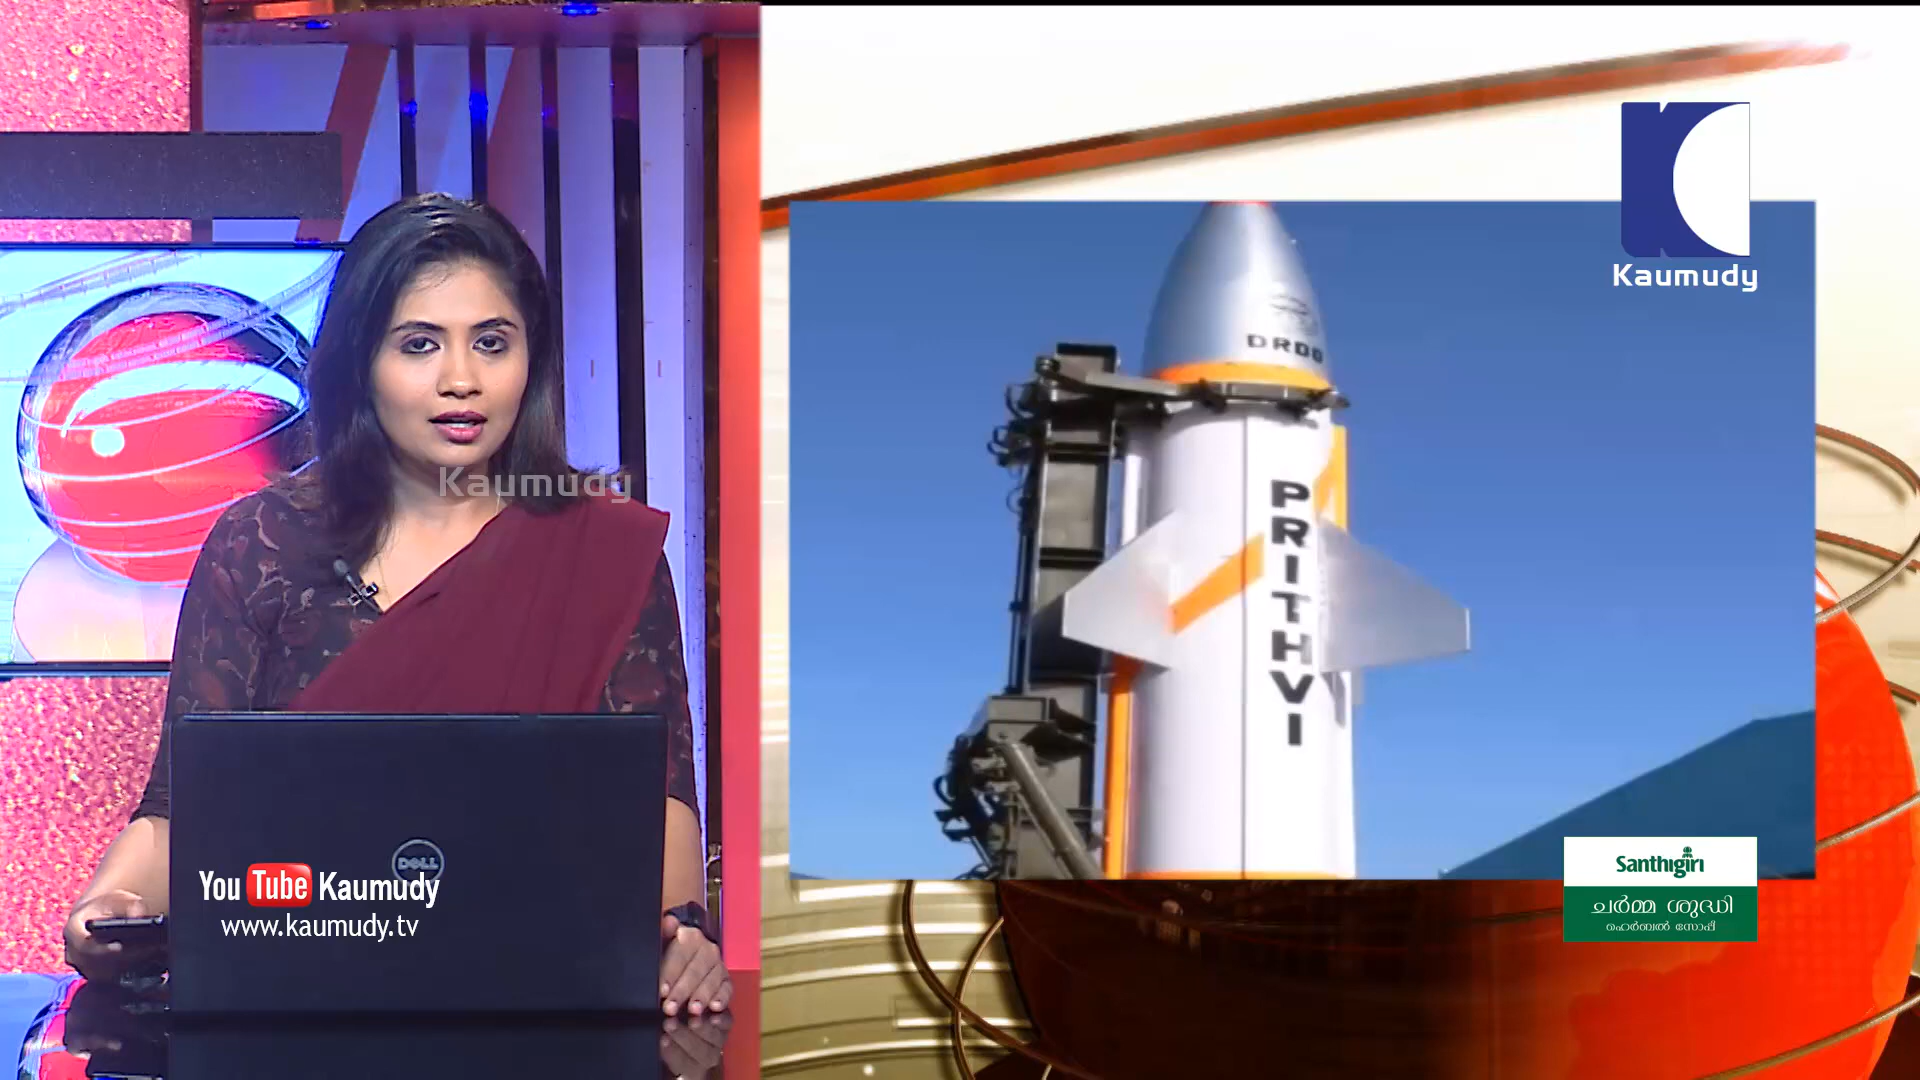 Kaumudy
DRDO
PRITHVI
Kaumudy
DELL
You Tube Kaumudy
www.kaumudy.tv
Santhigiri
ചർമ്മ ശുദ്ധി
ഹെർബൽ സോപ്പ്